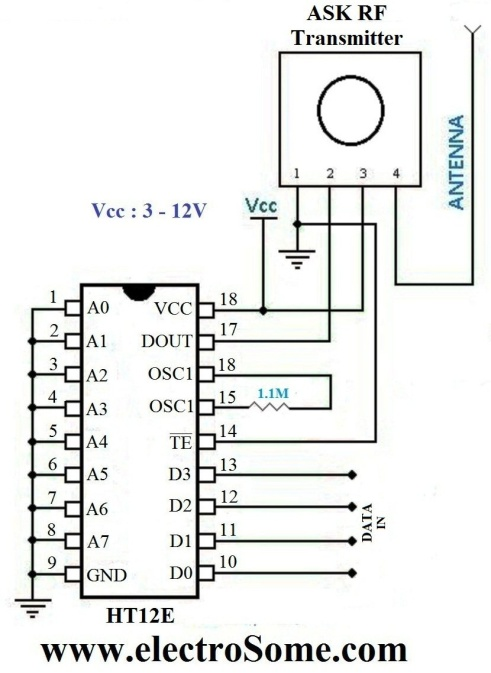 ASK RF
Transmitter
1 2 3 4
ANTENNA
Vcc : 3 - 12V
Vcc
1 A0 VCC 18
2 A1 DOUT 17
3 A2 OSC1 18
4 A3 OSC1 15 1.1M
5 A4 TE 14
6 A5 D3 13
7 A6 D2 12
8 A7 D1 11
9 GND D0 10
DATA
IN
HT12E
www.electroSome.com